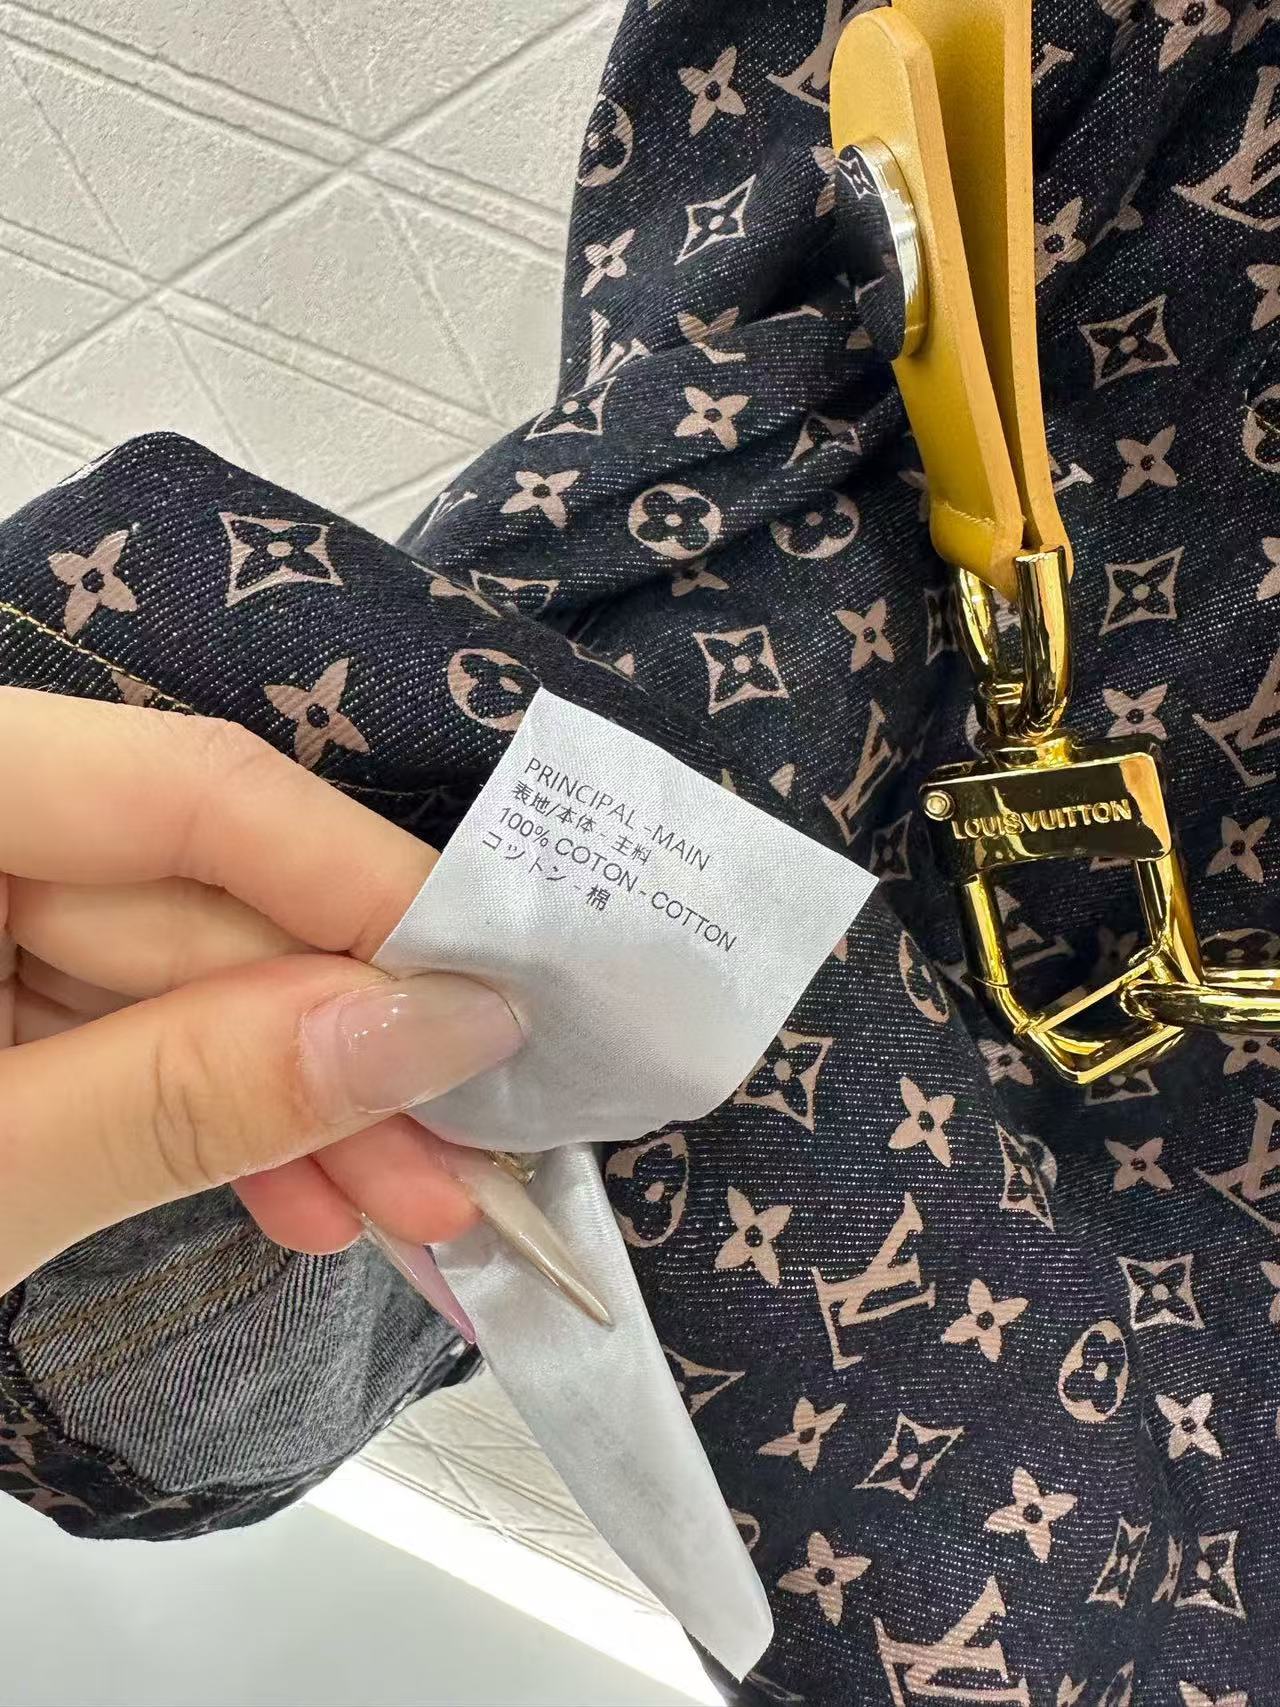 LOUIS VUITTON
PRINCIPAL - MAIN
表地/本体 - 主料
100% COTON - COTTON
コットン - 棉